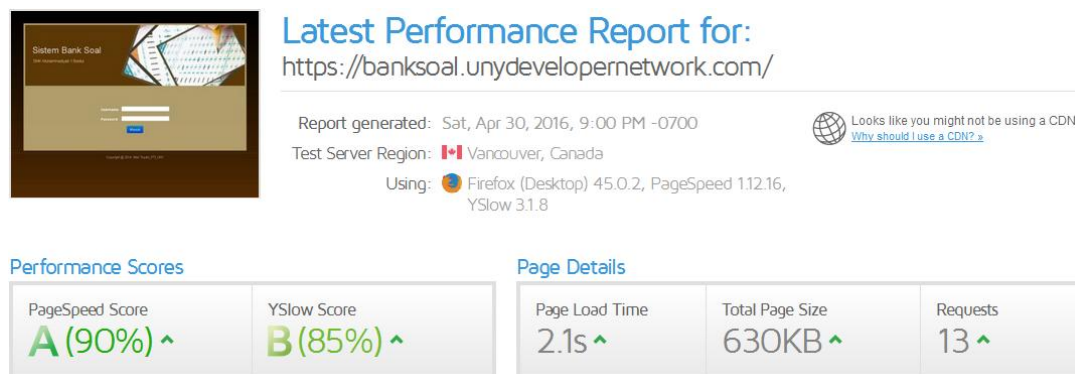 Sistem Bank Soal
Latest Performance Report for:
https://banksoal.unydevelopernetwork.com/
Report generated: Sat, Apr 30, 2016, 9:00 PM -0700
Test Server Region: Vancouver, Canada
Using: Firefox (Desktop) 45.0.2, PageSpeed 1.12.16,
YSlow 3.1.8
Looks like you might not be using a CDN
Why should I use a CDN? »
Performance Scores
PageSpeed Score
A (90%)
YSlow Score
B (85%)
Page Details
Page Load Time
2.1s
Total Page Size
630KB
Requests
13